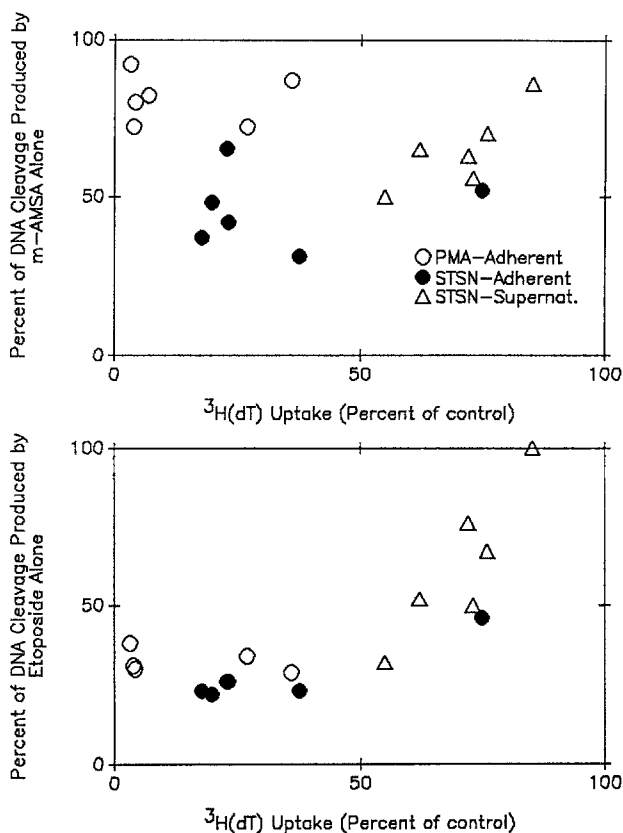 Percent of DNA Cleavage Produced by
m-AMSA Alone
100
50
0
○ PMA-Adherent
● STSN-Adherent
△ STSN-Supernat.
0 50 100
³H(dT) Uptake (Percent of control)
Percent of DNA Cleavage Produced by
Etoposide Alone
100
50
0
0 50 100
³H(dT) Uptake (Percent of control)